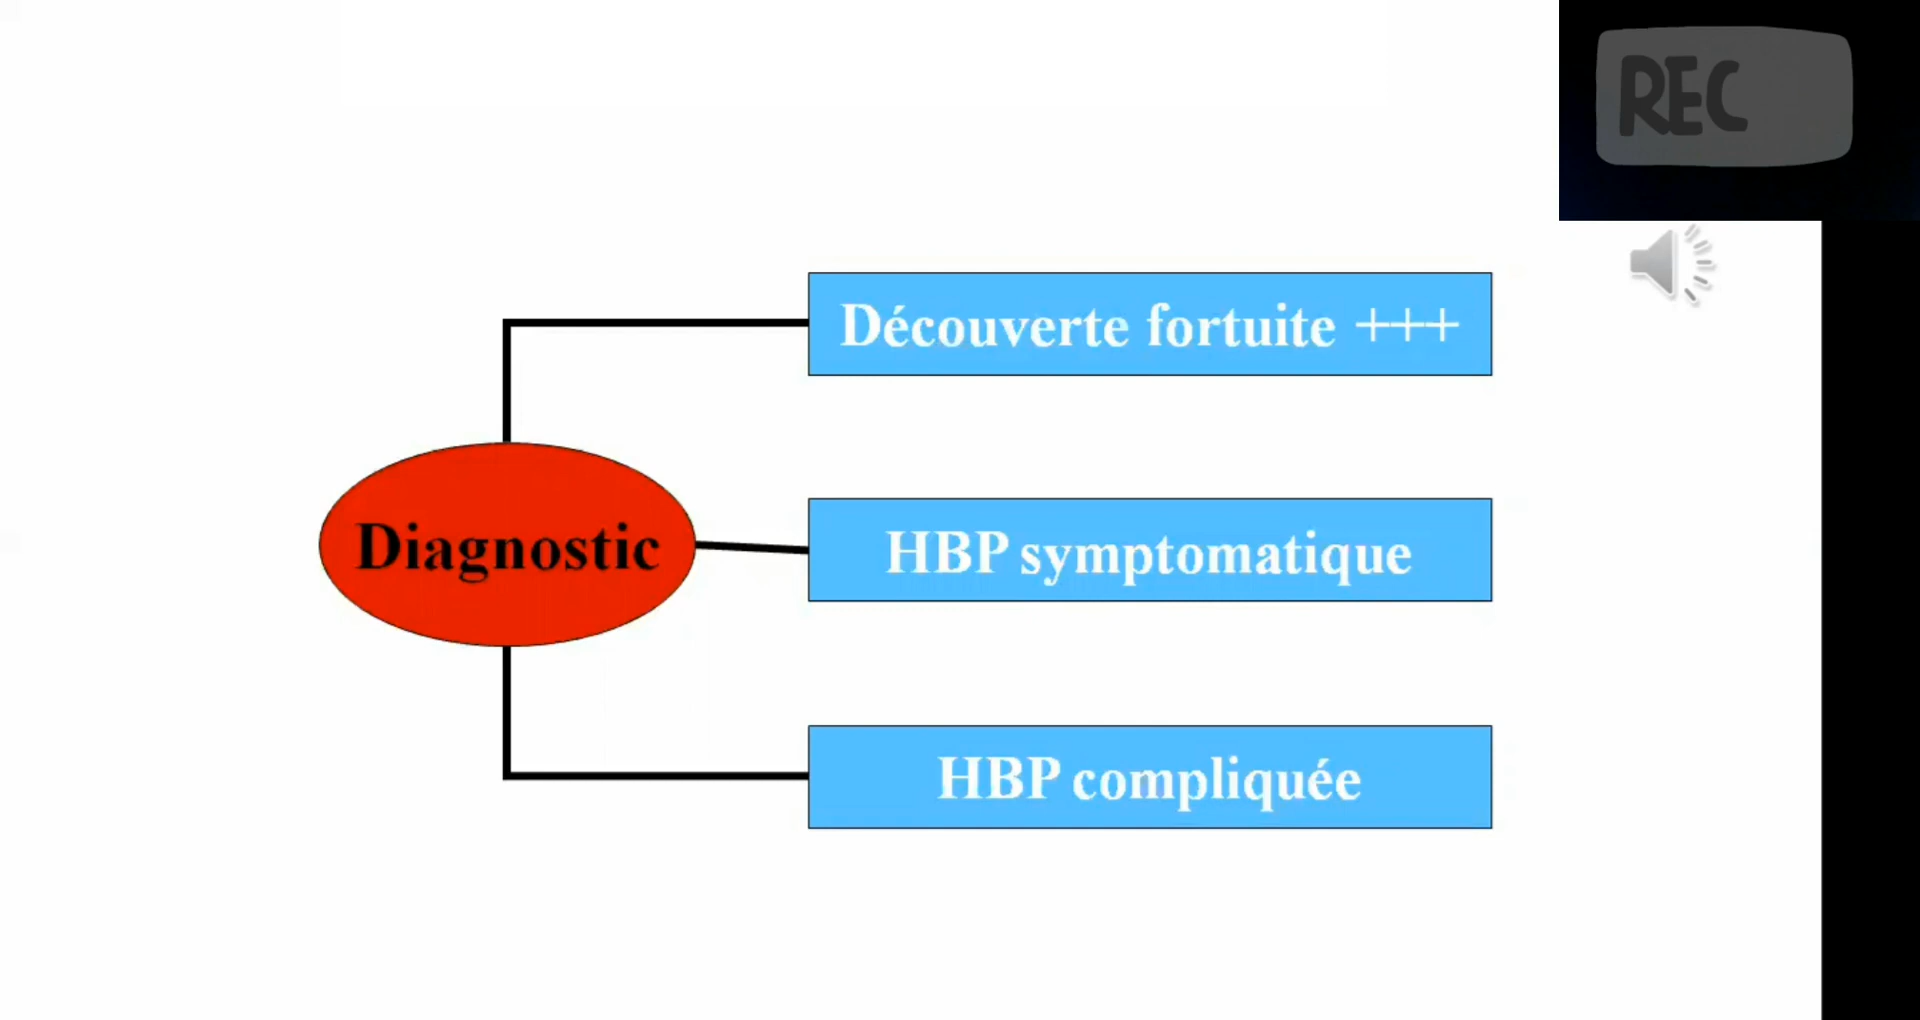 REC
Découverte fortuite +++
Diagnostic
HBP symptomatique
HBP compliquée